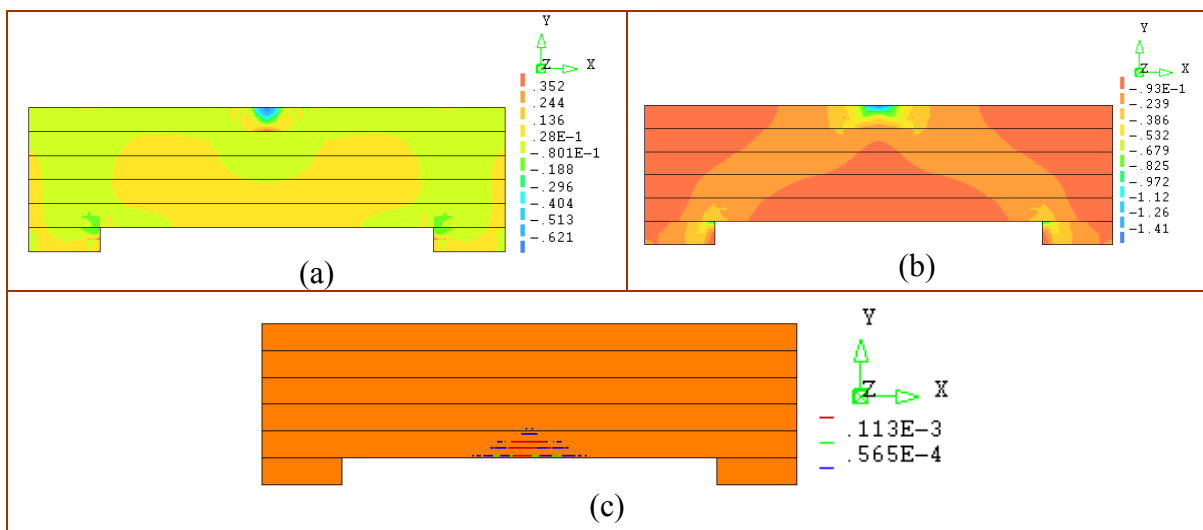 Y
Z X
.352
.244
.136
.28E-1
-.801E-1
-.188
-.296
-.404
-.513
-.621
(a)
Y
Z X
-.93E-1
-.239
-.386
-.532
-.679
-.825
-.972
-1.12
-1.26
-1.41
(b)
Y
Z X
.113E-3
.565E-4
(c)